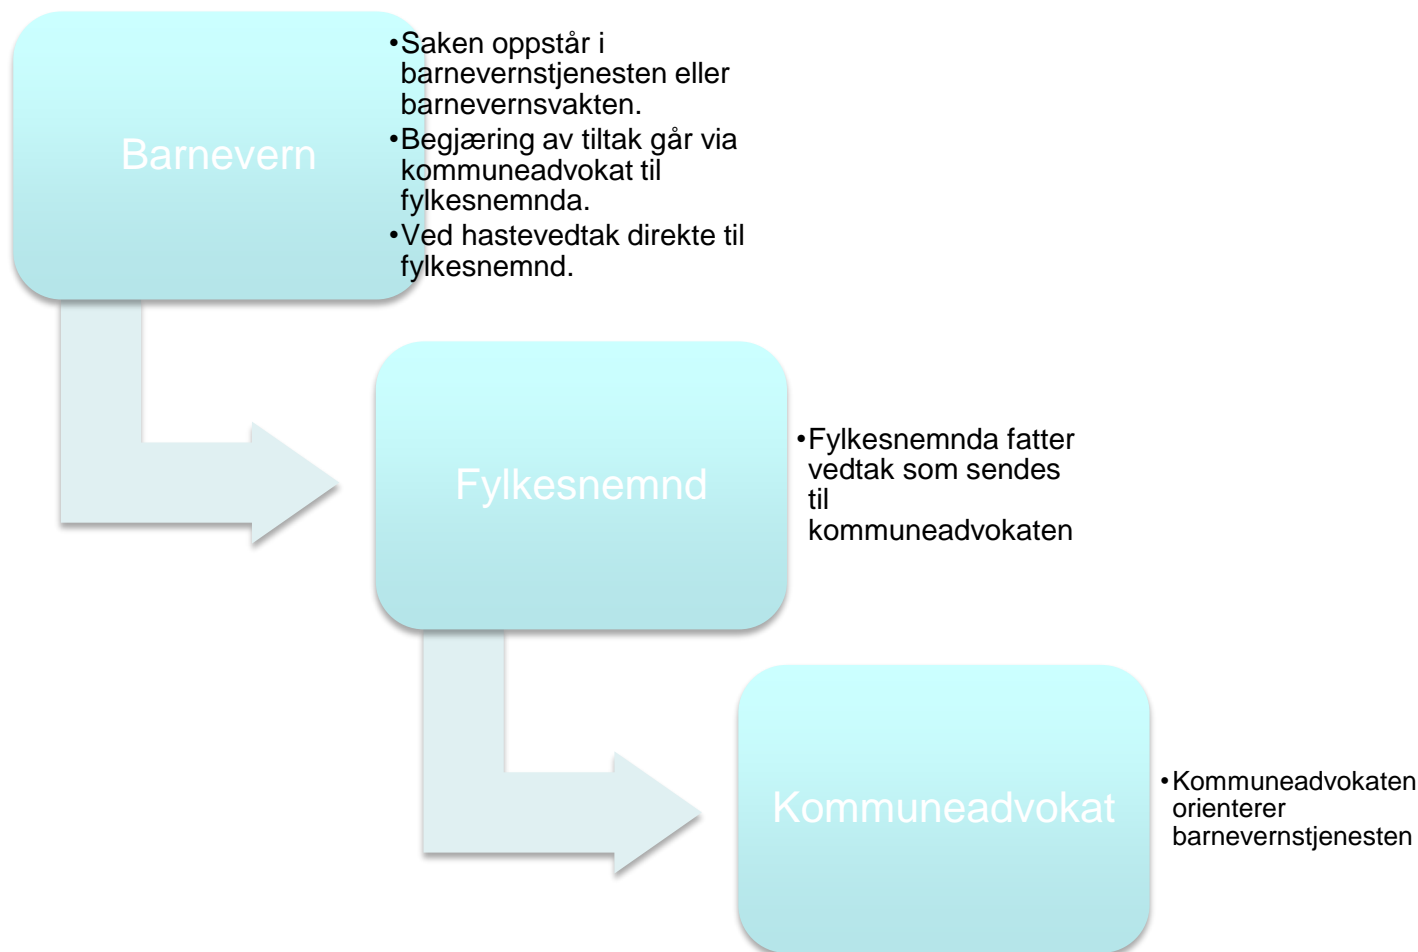 Barnevern
•Saken oppstår i
barnevernstjenesten eller
barnevernsvakten.
•Begjæring av tiltak går via
kommuneadvokat til
fylkesnemnda.
•Ved hastevedtak direkte til
fylkesnemnd.
Fylkesnemnd
•Fylkesnemnda fatter
vedtak som sendes
til
kommuneadvokaten
Kommuneadvokat
•Kommuneadvokaten
orienterer
barnevernstjenesten